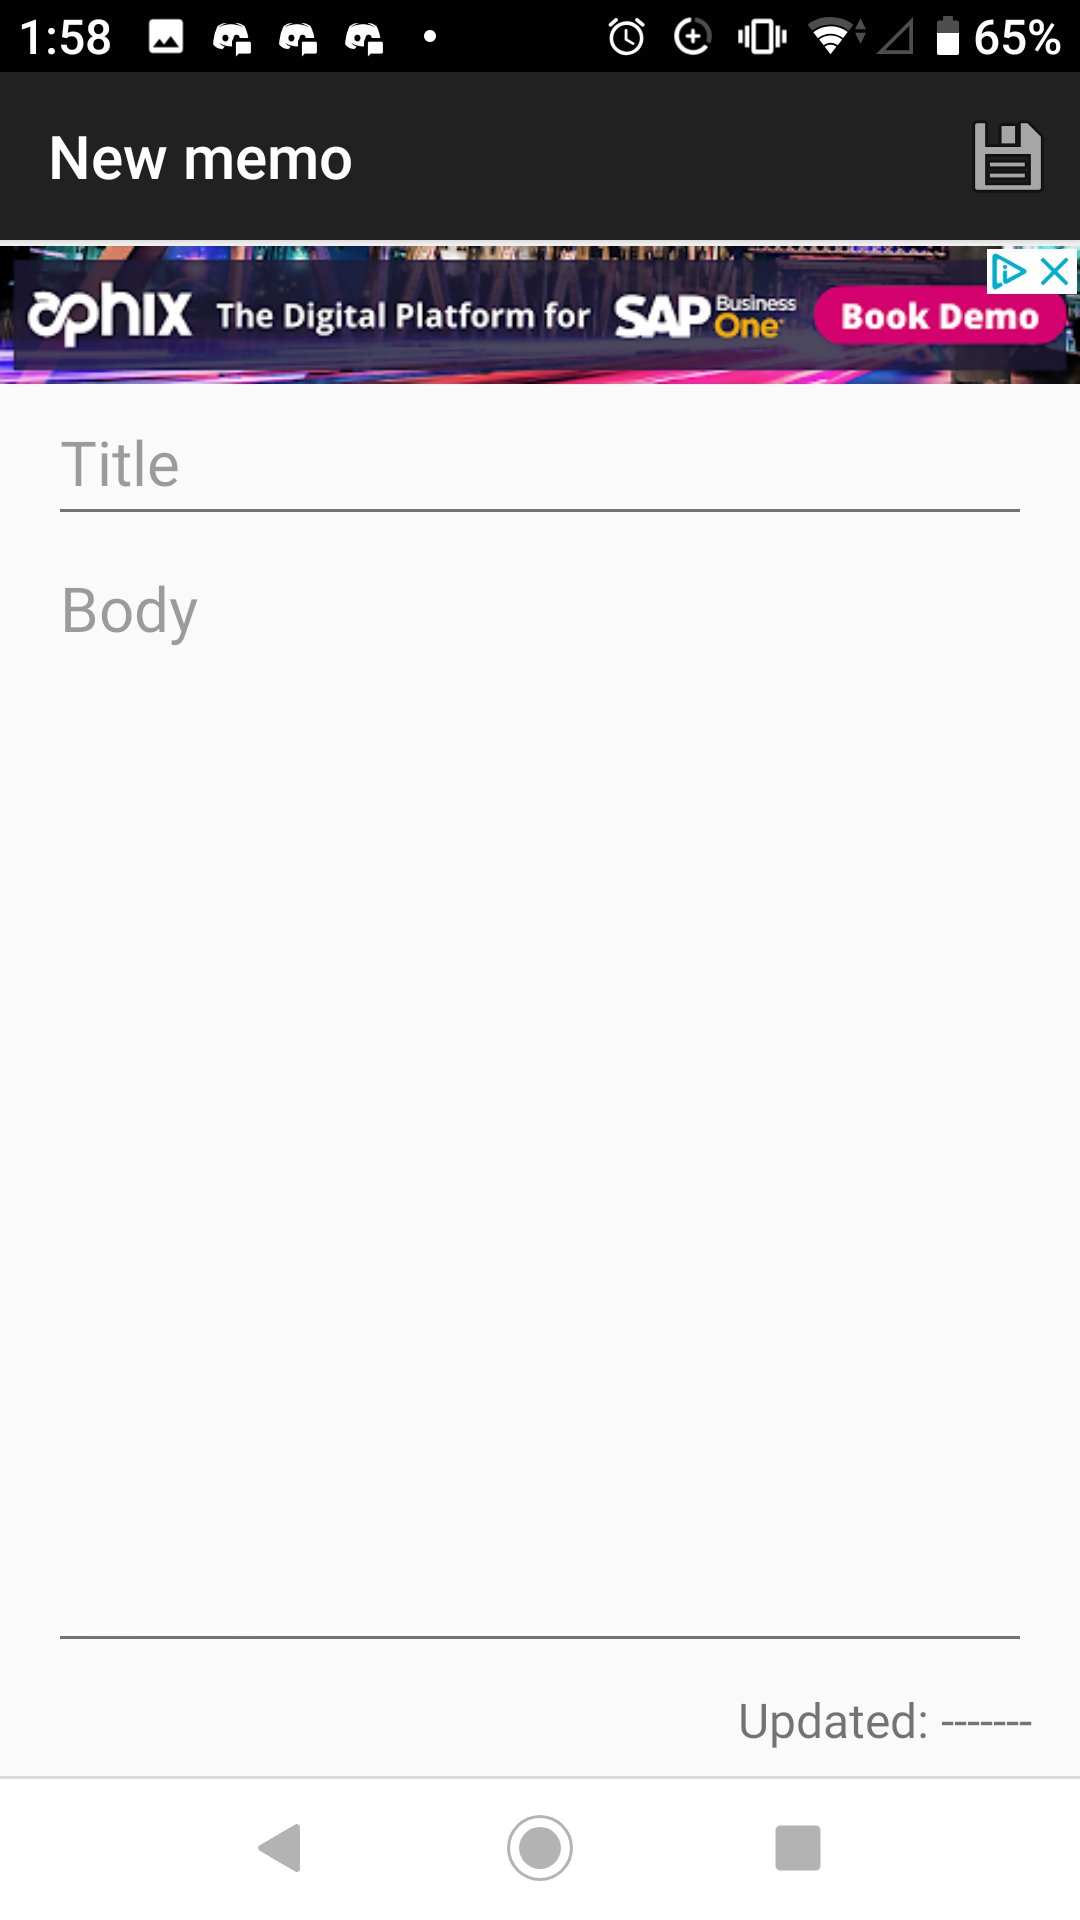 1:58 65%
New memo
aphix The Digital Platform for SAP Business One Book Demo
Title
Body
Updated: -------